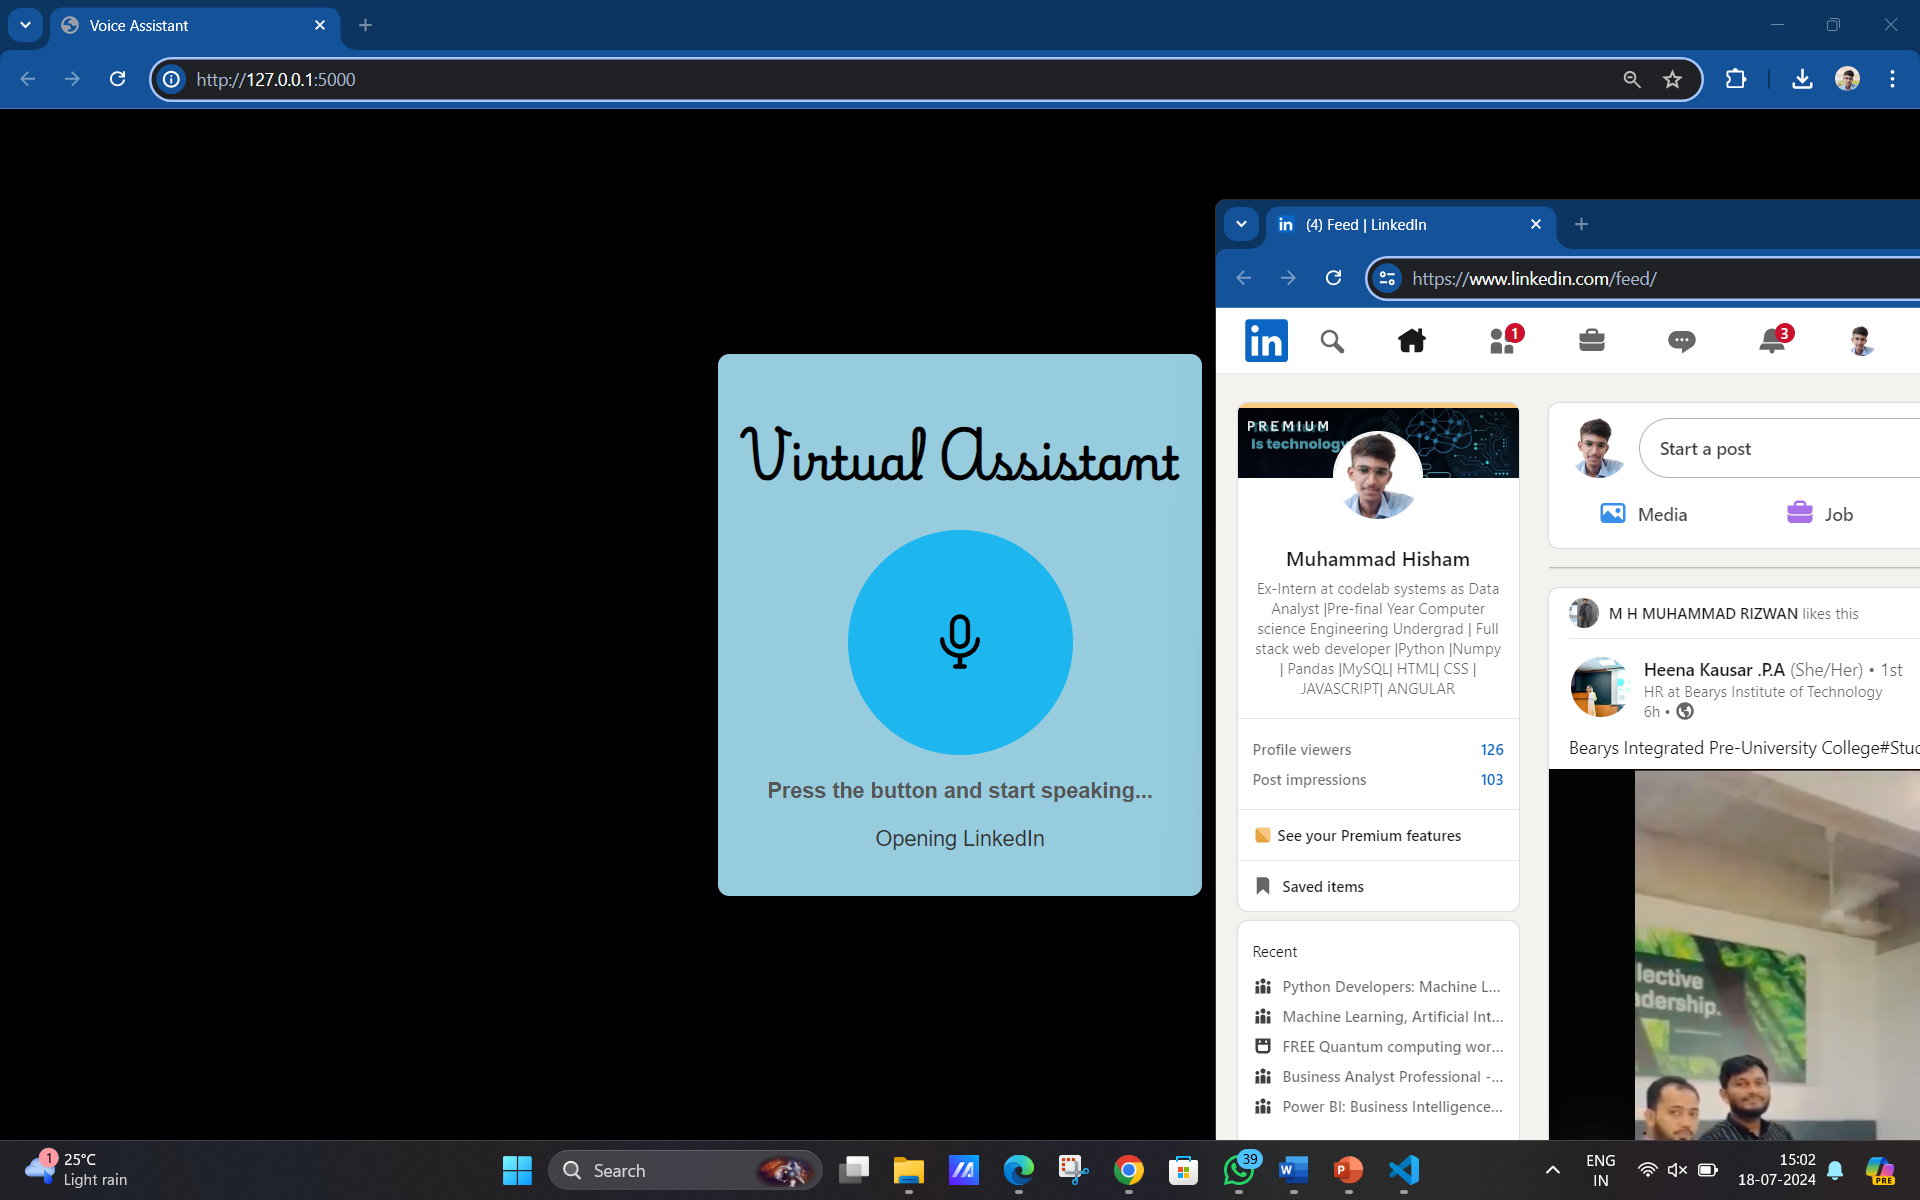 Voice Assistant
http://127.0.0.1:5000
Virtual Assistant
Press the button and start speaking...
Opening LinkedIn
(4) Feed | LinkedIn
https://www.linkedin.com/feed/
in
1
3
PREMIUM
Is technology
Muhammad Hisham
Ex-Intern at codelab systems as Data
Analyst |Pre-final Year Computer
science Engineering Undergrad | Full
stack web developer |Python |Numpy
| Pandas |MySQL| HTML| CSS |
JAVASCRIPT| ANGULAR
Profile viewers 126
Post impressions 103
See your Premium features
Saved items
Recent
Python Developers: Machine L...
Machine Learning, Artificial Int...
FREE Quantum computing wor...
Business Analyst Professional -...
Power BI: Business Intelligence...
Start a post
Media Job
M H MUHAMMAD RIZWAN likes this
Heena Kausar .P.A (She/Her) • 1st
HR at Bearys Institute of Technology
6h •
Bearys Integrated Pre-University College#Stuc
llective
adership.
1 25°C
Light rain
Search
39
ENG
IN
15:02
18-07-2024
PRE